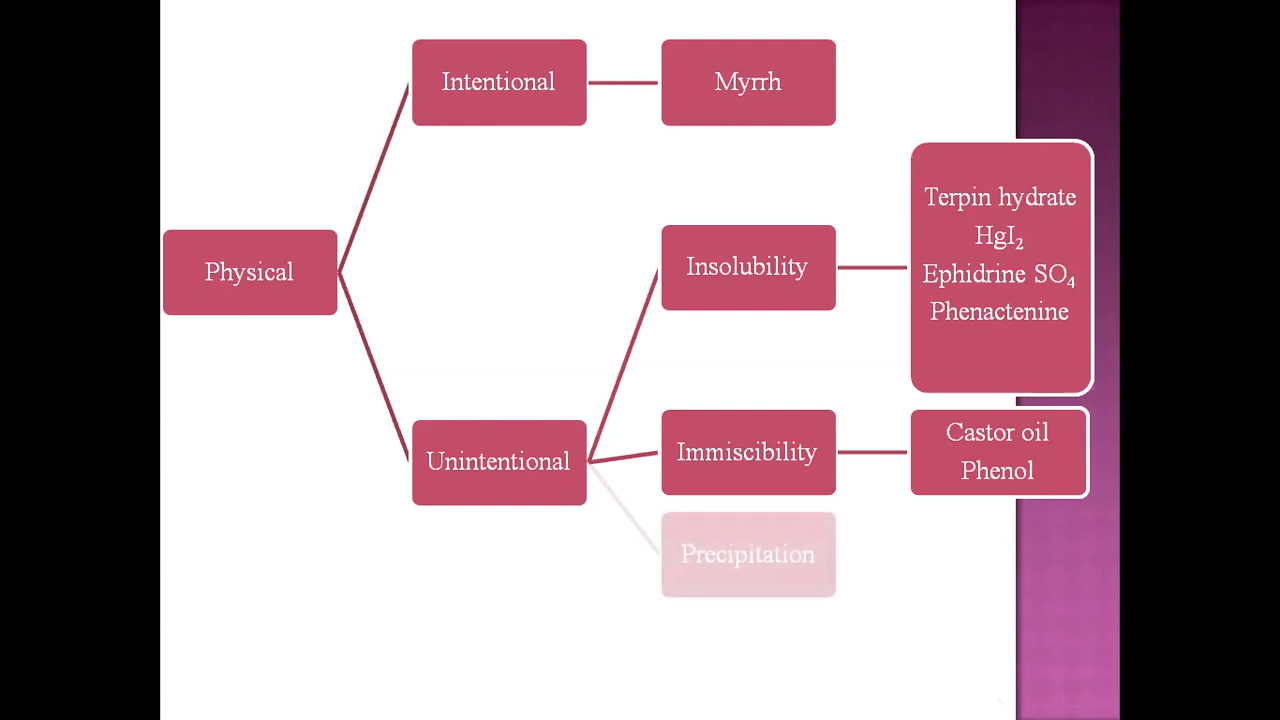 Intentional
Myrrh
Physical
Insolubility
Terpin hydrate
HgI₂
Ephidrine SO₄
Phenactenine
Unintentional
Immiscibility
Castor oil
Phenol
Precipitation